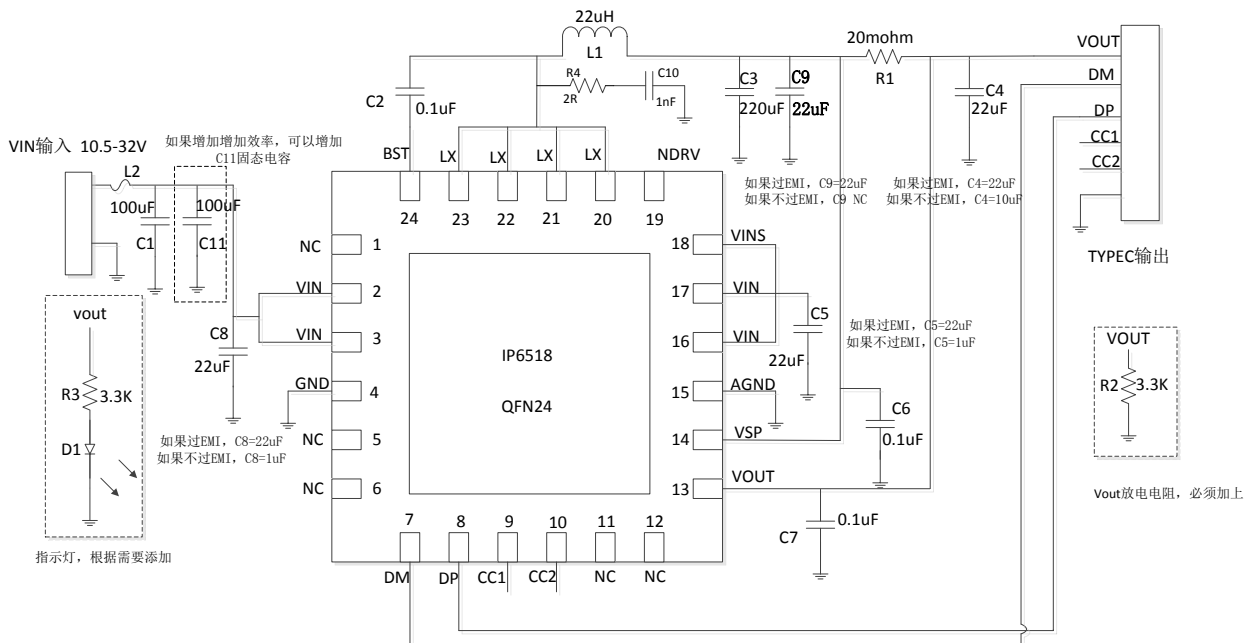 22uH
L1
20mohm
R1
VOUT
DM
DP
CC1
CC2
TYPEC输出
R4
2R
C10
1nF
C2
0.1uF
C3
220uF
C9
22uF
C4
22uF
VIN输入 10.5-32V
如果增加增加效率，可以增加
C11固态电容
L2
100uF
C1
100uF
C11
BST
LX
LX
LX
LX
NDRV
24
23
22
21
20
19
如果过EMI，C9=22uF
如果不过EMI，C9 NC
如果过EMI，C4=22uF
如果不过EMI，C4=10uF
NC
1
VIN
2
VIN
3
GND
4
NC
5
NC
6
18
VINS
17
VIN
16
VIN
15
AGND
14
VSP
13
VOUT
IP6518
QFN24
C8
22uF
如果过EMI，C8=22uF
如果不过EMI，C8=1uF
C5
22uF
如果过EMI，C5=22uF
如果不过EMI，C5=1uF
C6
0.1uF
C7
0.1uF
vout
R3
3.3K
D1
指示灯，根据需要添加
VOUT
R2
3.3K
Vout放电电阻，必须加上
7
8
9
10
11
12
DM
DP
CC1
CC2
NC
NC